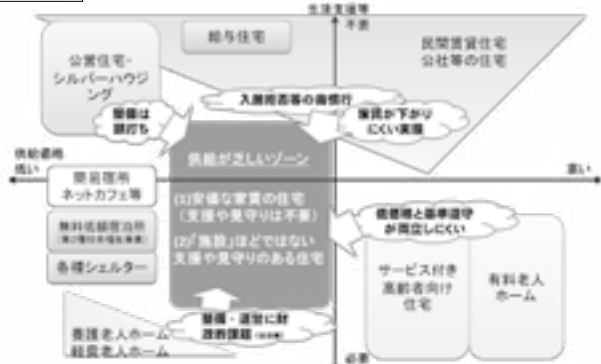 生活支援等
不要
公営住宅・
シルバーハウジ
ング
給与住宅
民間賃貸住宅
公社等の住宅
入居拒否等の商慣行
整備は
頭打ち
家賃が下がり
にくい実態
供給価格
低い
高い
供給が乏しいゾーン
簡易宿所
ネットカフェ等
(1)安価な家賃の住宅
(支援や見守りは不要)
(2)「施設」ほどではない
支援や見守りのある住宅
無料低額宿泊所
各種シェルター
低価格と基準遵守
が両立しにくい
サービス付き
高齢者向け
住宅
有料老人
ホーム
整備・運営に財
政的課題
養護老人ホーム
軽費老人ホーム
必要